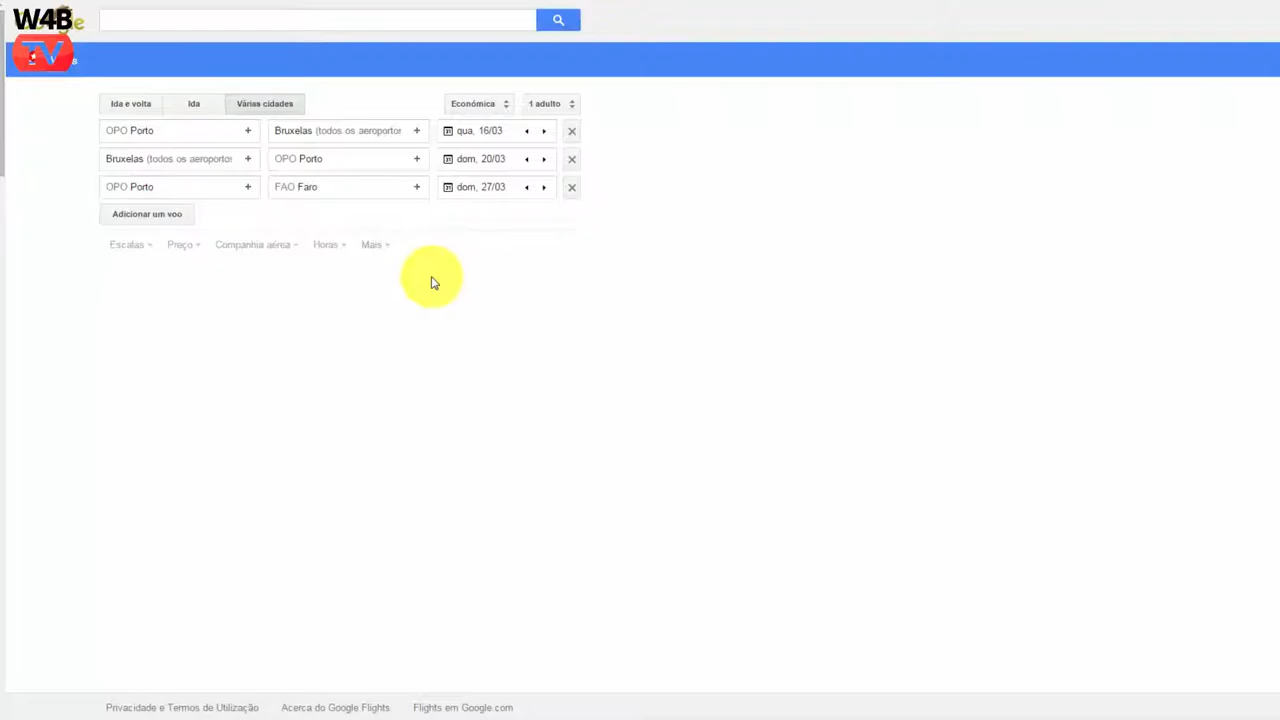 W4B
TV
Ida e volta Ida Várias cidades Económica 1 adulto
OPO Porto + Bruxelas (todos os aeroportos + qua, 16/03
Bruxelas (todos os aeroportos + OPO Porto + dom, 20/03
OPO Porto + FAO Faro + dom, 27/03
Adicionar um voo
Escalas Preço Companhia aérea Horas Mais
Privacidade e Termos de Utilização Acerca do Google Flights Flights em Google.com